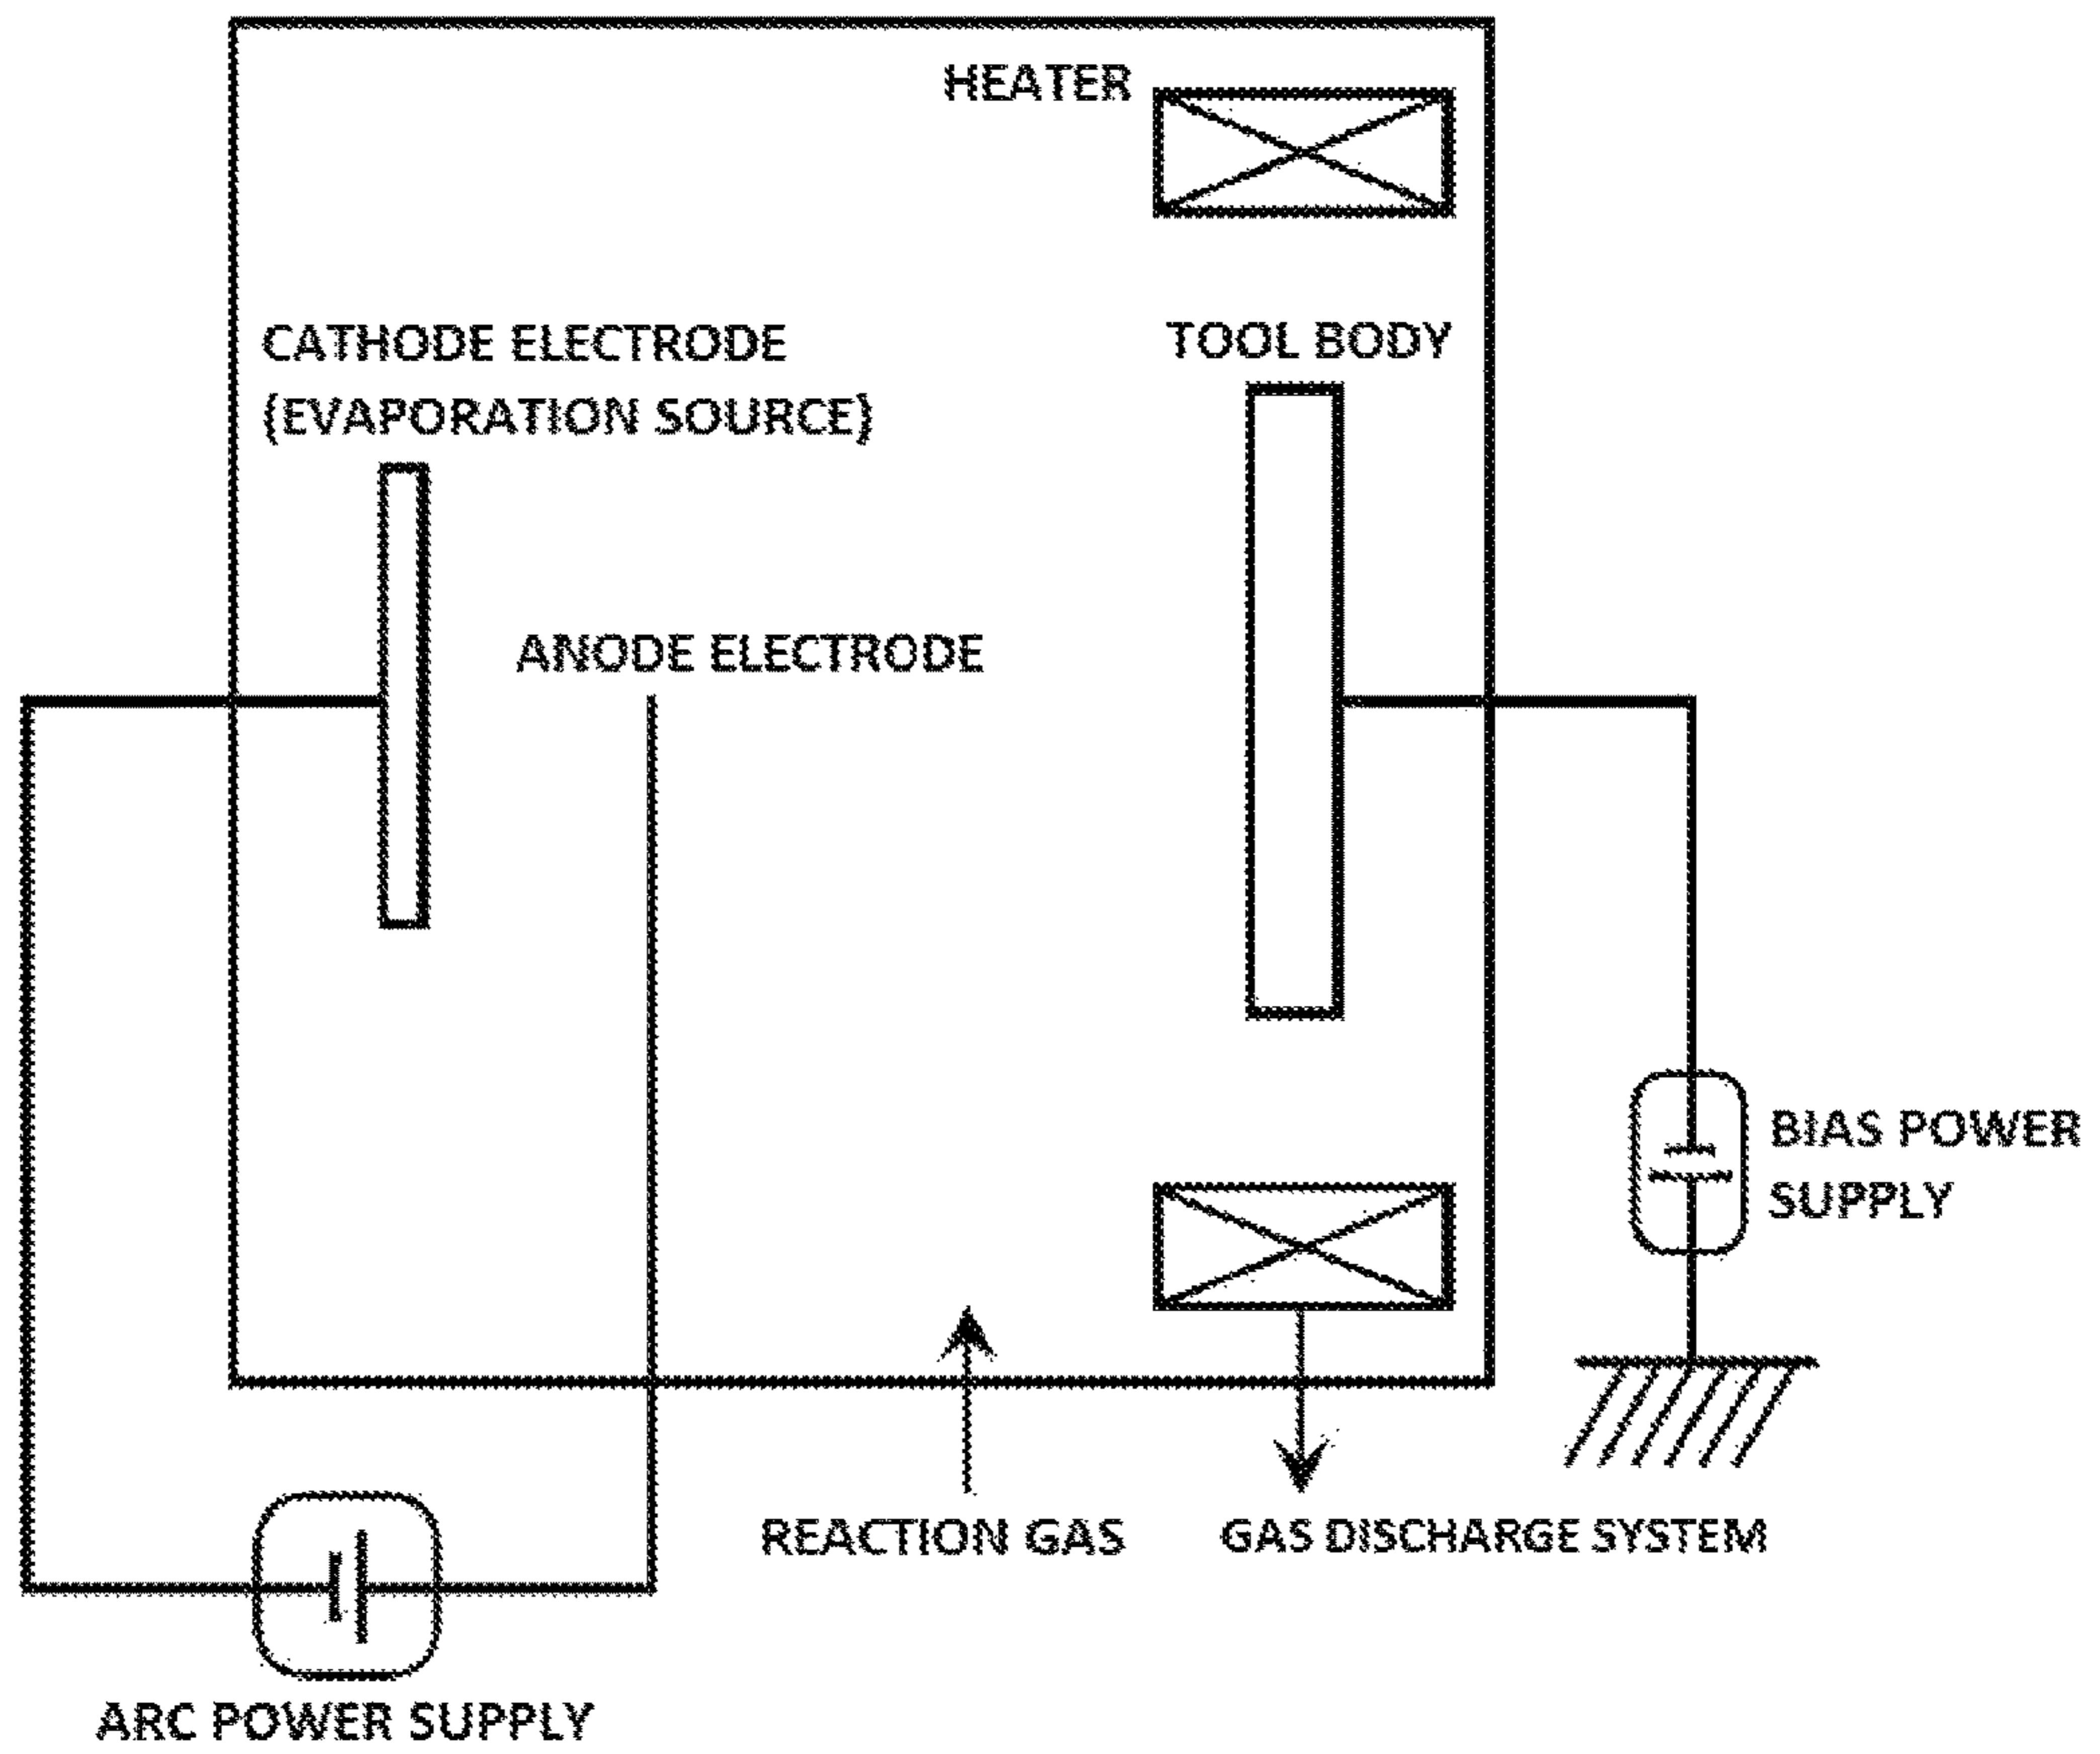 HEATER
CATHODE ELECTRODE
(EVAPORATION SOURCE)
TOOL BODY
ANODE ELECTRODE
BIAS POWER
SUPPLY
REACTION GAS
GAS DISCHARGE SYSTEM
ARC POWER SUPPLY